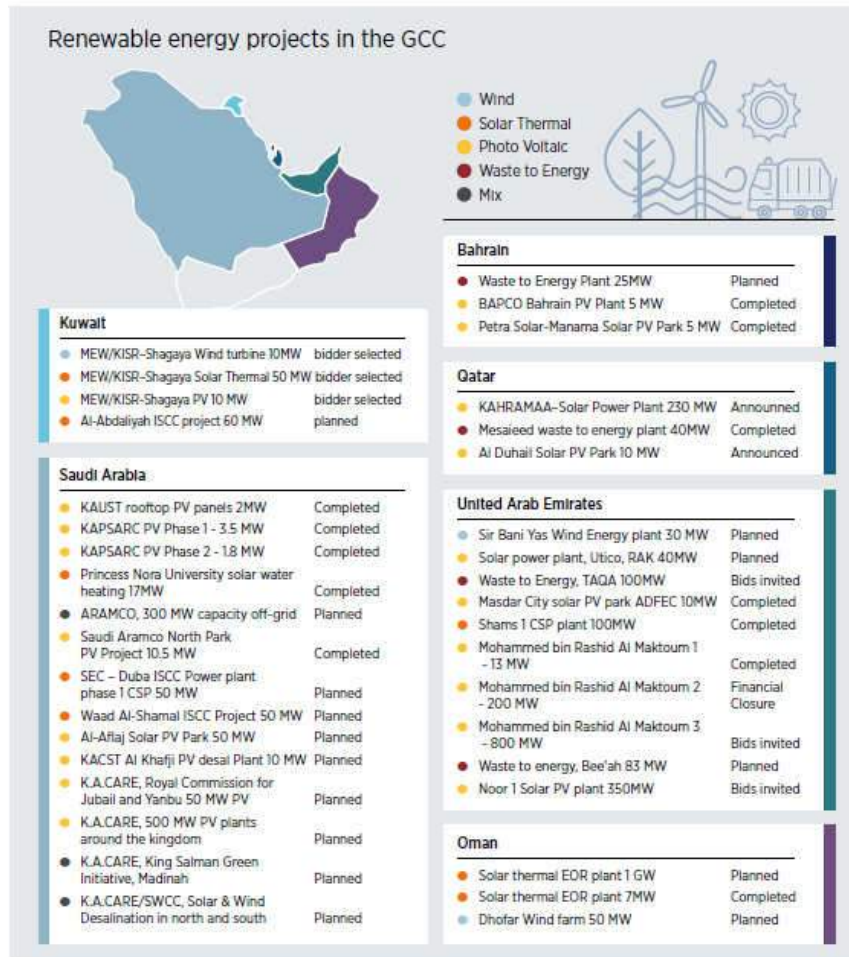 Renewable energy projects in the GCC
Wind
Solar Thermal
Photo Voltaic
Waste to Energy
Mix
Kuwait
MEW/KISR–Shagaya Wind turbine 10MW bidder selected
MEW/KISR–Shagaya Solar Thermal 50 MW bidder selected
MEW/KISR-Shagaya PV 10 MW bidder selected
Al-Abdaliyah ISCC project 60 MW planned
Saudi Arabia
KAUST rooftop PV panels 2MW Completed
KAPSARC PV Phase 1 - 3.5 MW Completed
KAPSARC PV Phase 2 - 1.8 MW Completed
Princess Nora University solar water
heating 17MW Completed
ARAMCO, 300 MW capacity off-grid Planned
Saudi Aramco North Park
PV Project 10.5 MW Completed
SEC – Duba ISCC Power plant
phase 1 CSP 50 MW Planned
Waad Al-Shamal ISCC Project 50 MW Planned
Al-Aflaj Solar PV Park 50 MW Planned
KACST Al Khafji PV desal Plant 10 MW Planned
K.A.CARE, Royal Commission for
Jubail and Yanbu 50 MW PV Planned
K.A.CARE, 500 MW PV plants
around the kingdom Planned
K.A.CARE, King Salman Green
Initiative, Madinah Planned
K.A.CARE/SWCC, Solar & Wind
Desalination in north and south Planned
Bahrain
Waste to Energy Plant 25MW Planned
BAPCO Bahrain PV Plant 5 MW Completed
Petra Solar-Manama Solar PV Park 5 MW Completed
Qatar
KAHRAMAA–Solar Power Plant 230 MW Announned
Mesaieed waste to energy plant 40MW Completed
Al Duhail Solar PV Park 10 MW Announced
United Arab Emirates
Sir Bani Yas Wind Energy plant 30 MW Planned
Solar power plant, Utico, RAK 40MW Planned
Waste to Energy, TAQA 100MW Bids invited
Masdar City solar PV park ADFEC 10MW Completed
Shams 1 CSP plant 100MW Completed
Mohammed bin Rashid Al Maktoum 1
- 13 MW Completed
Mohammed bin Rashid Al Maktoum 2 Financial
- 200 MW Closure
Mohammed bin Rashid Al Maktoum 3
- 800 MW Bids invited
Waste to energy, Bee'ah 83 MW Planned
Noor 1 Solar PV plant 350MW Bids invited
Oman
Solar thermal EOR plant 1 GW Planned
Solar thermal EOR plant 7MW Completed
Dhofar Wind farm 50 MW Planned